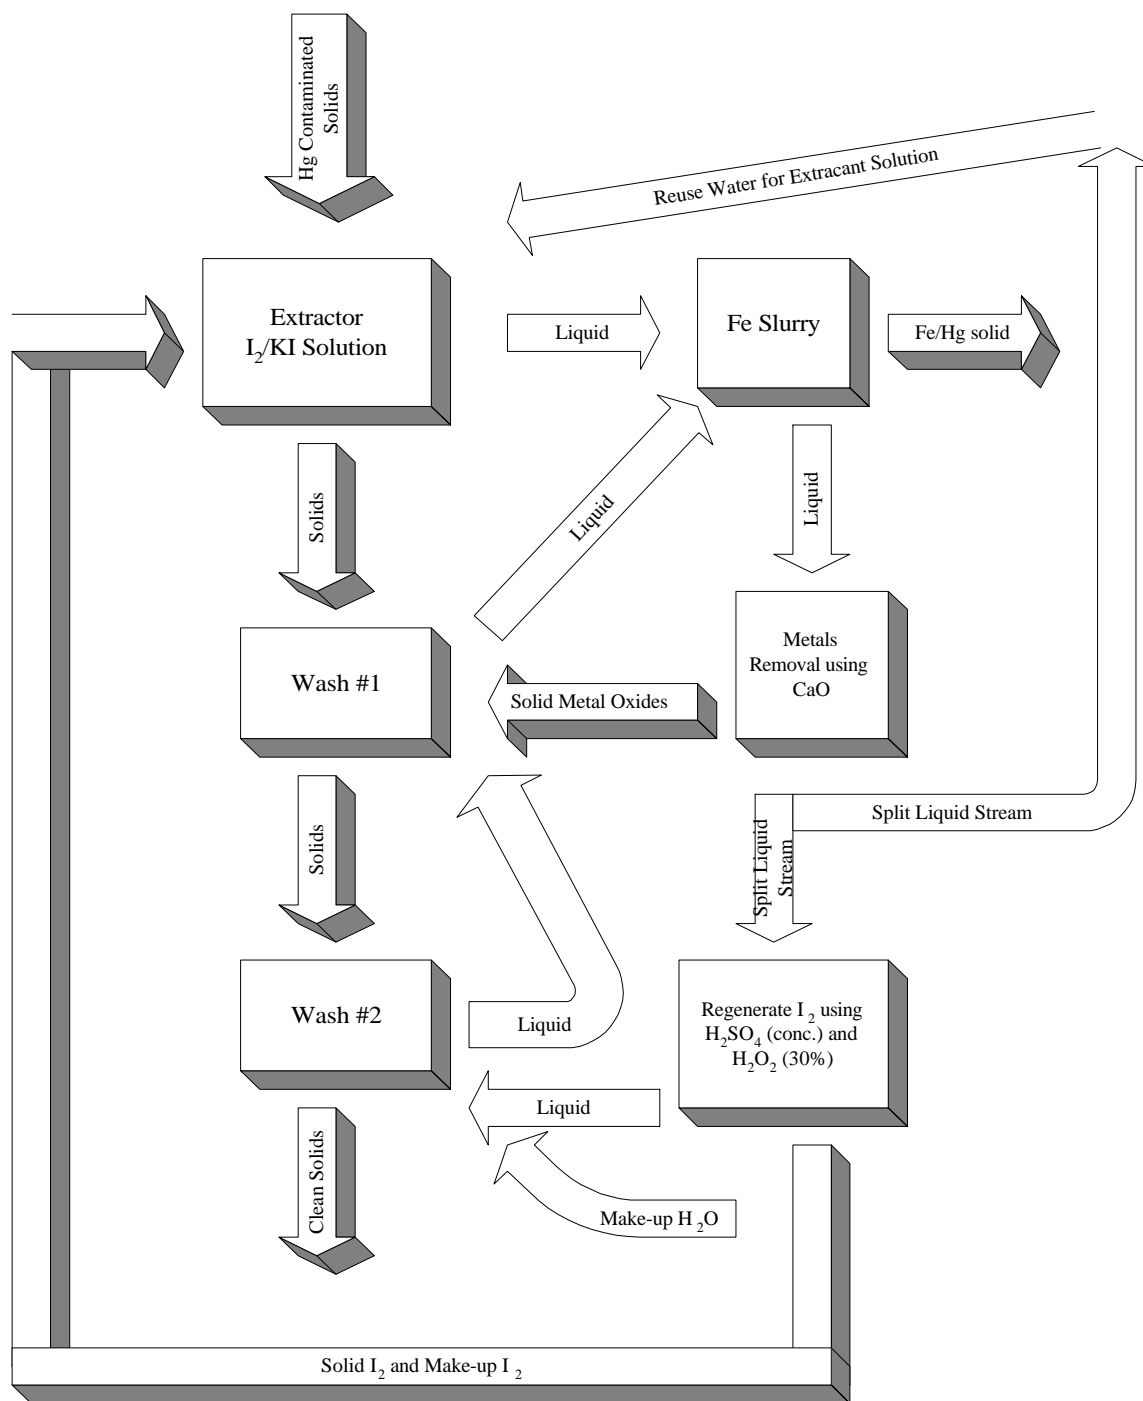 Hg Contaminated
Solids
Reuse Water for Extracant Solution
Extractor
I₂/KI Solution
Liquid
Fe Slurry
Fe/Hg solid
Solids
Liquid
Liquid
Metals
Removal using
CaO
Wash #1
Solid Metal Oxides
Split Liquid Stream
Split Liquid
Stream
Solids
Wash #2
Liquid
Regenerate I₂ using
H₂SO₄ (conc.) and
H₂O₂ (30%)
Liquid
Clean Solids
Make-up H₂O
Solid I₂ and Make-up I₂